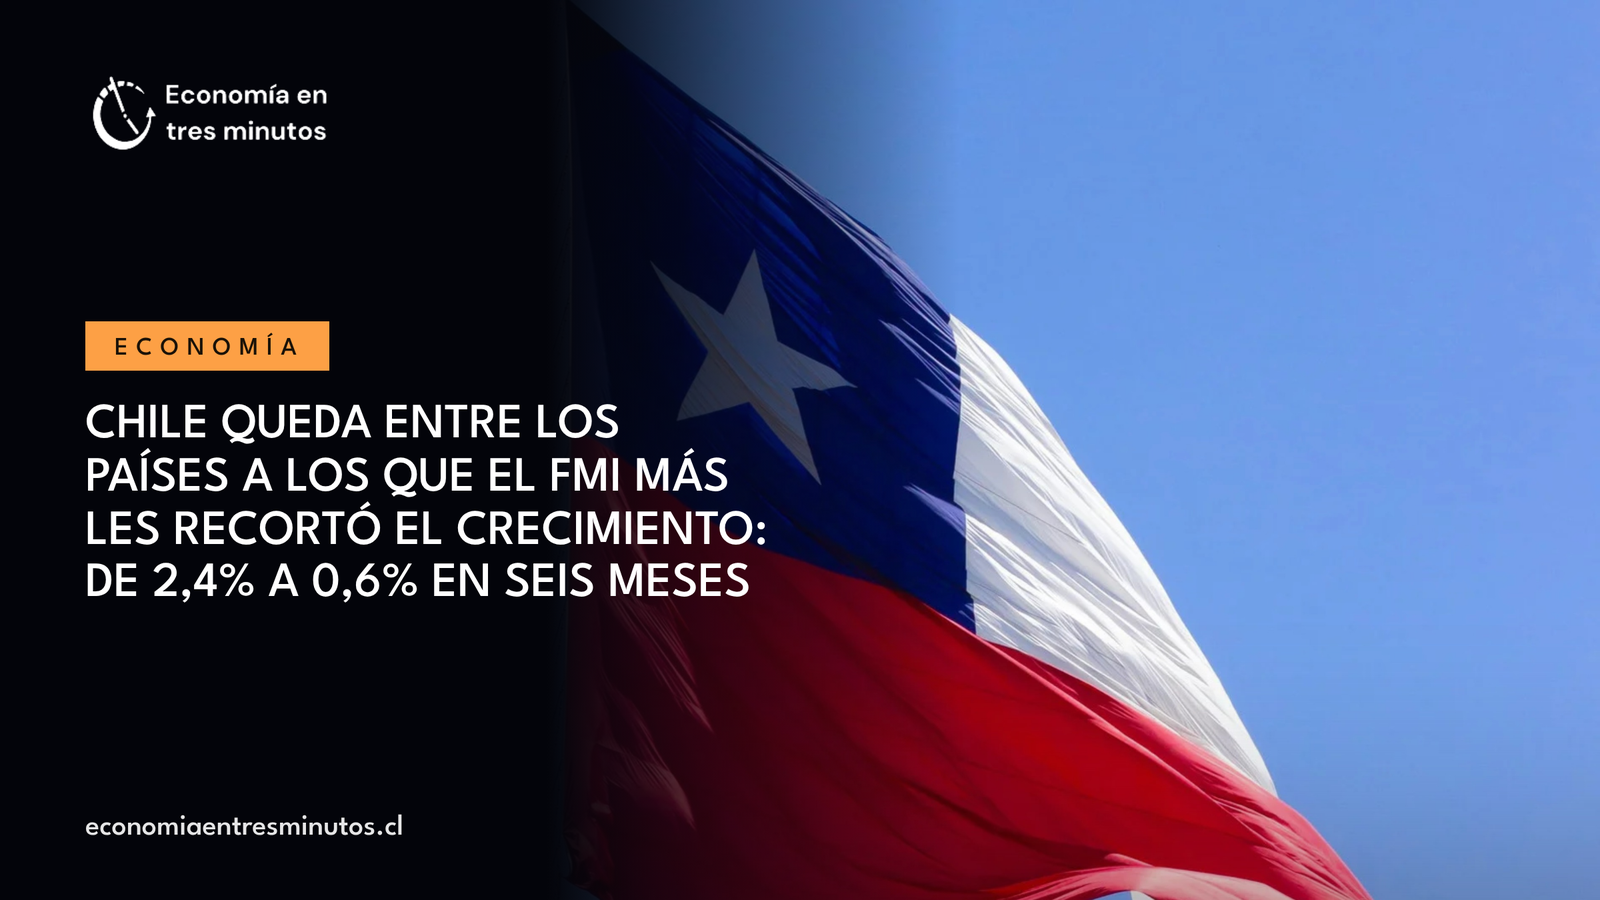 Economía en
tres minutos
ECONOMÍA
CHILE QUEDA ENTRE LOS
PAÍSES A LOS QUE EL FMI MÁS
LES RECORTÓ EL CRECIMIENTO:
DE 2,4% A 0,6% EN SEIS MESES
economiaentresminutos.cl